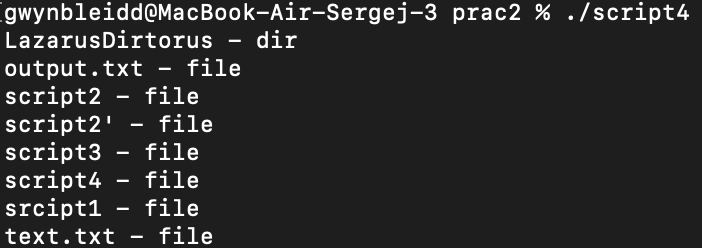 gwynbleidd@MacBook-Air-Sergej-3 prac2 % ./script4
LazarusDirtorus - dir
output.txt - file
script2 - file
script2' - file
script3 - file
script4 - file
srcipt1 - file
text.txt - file